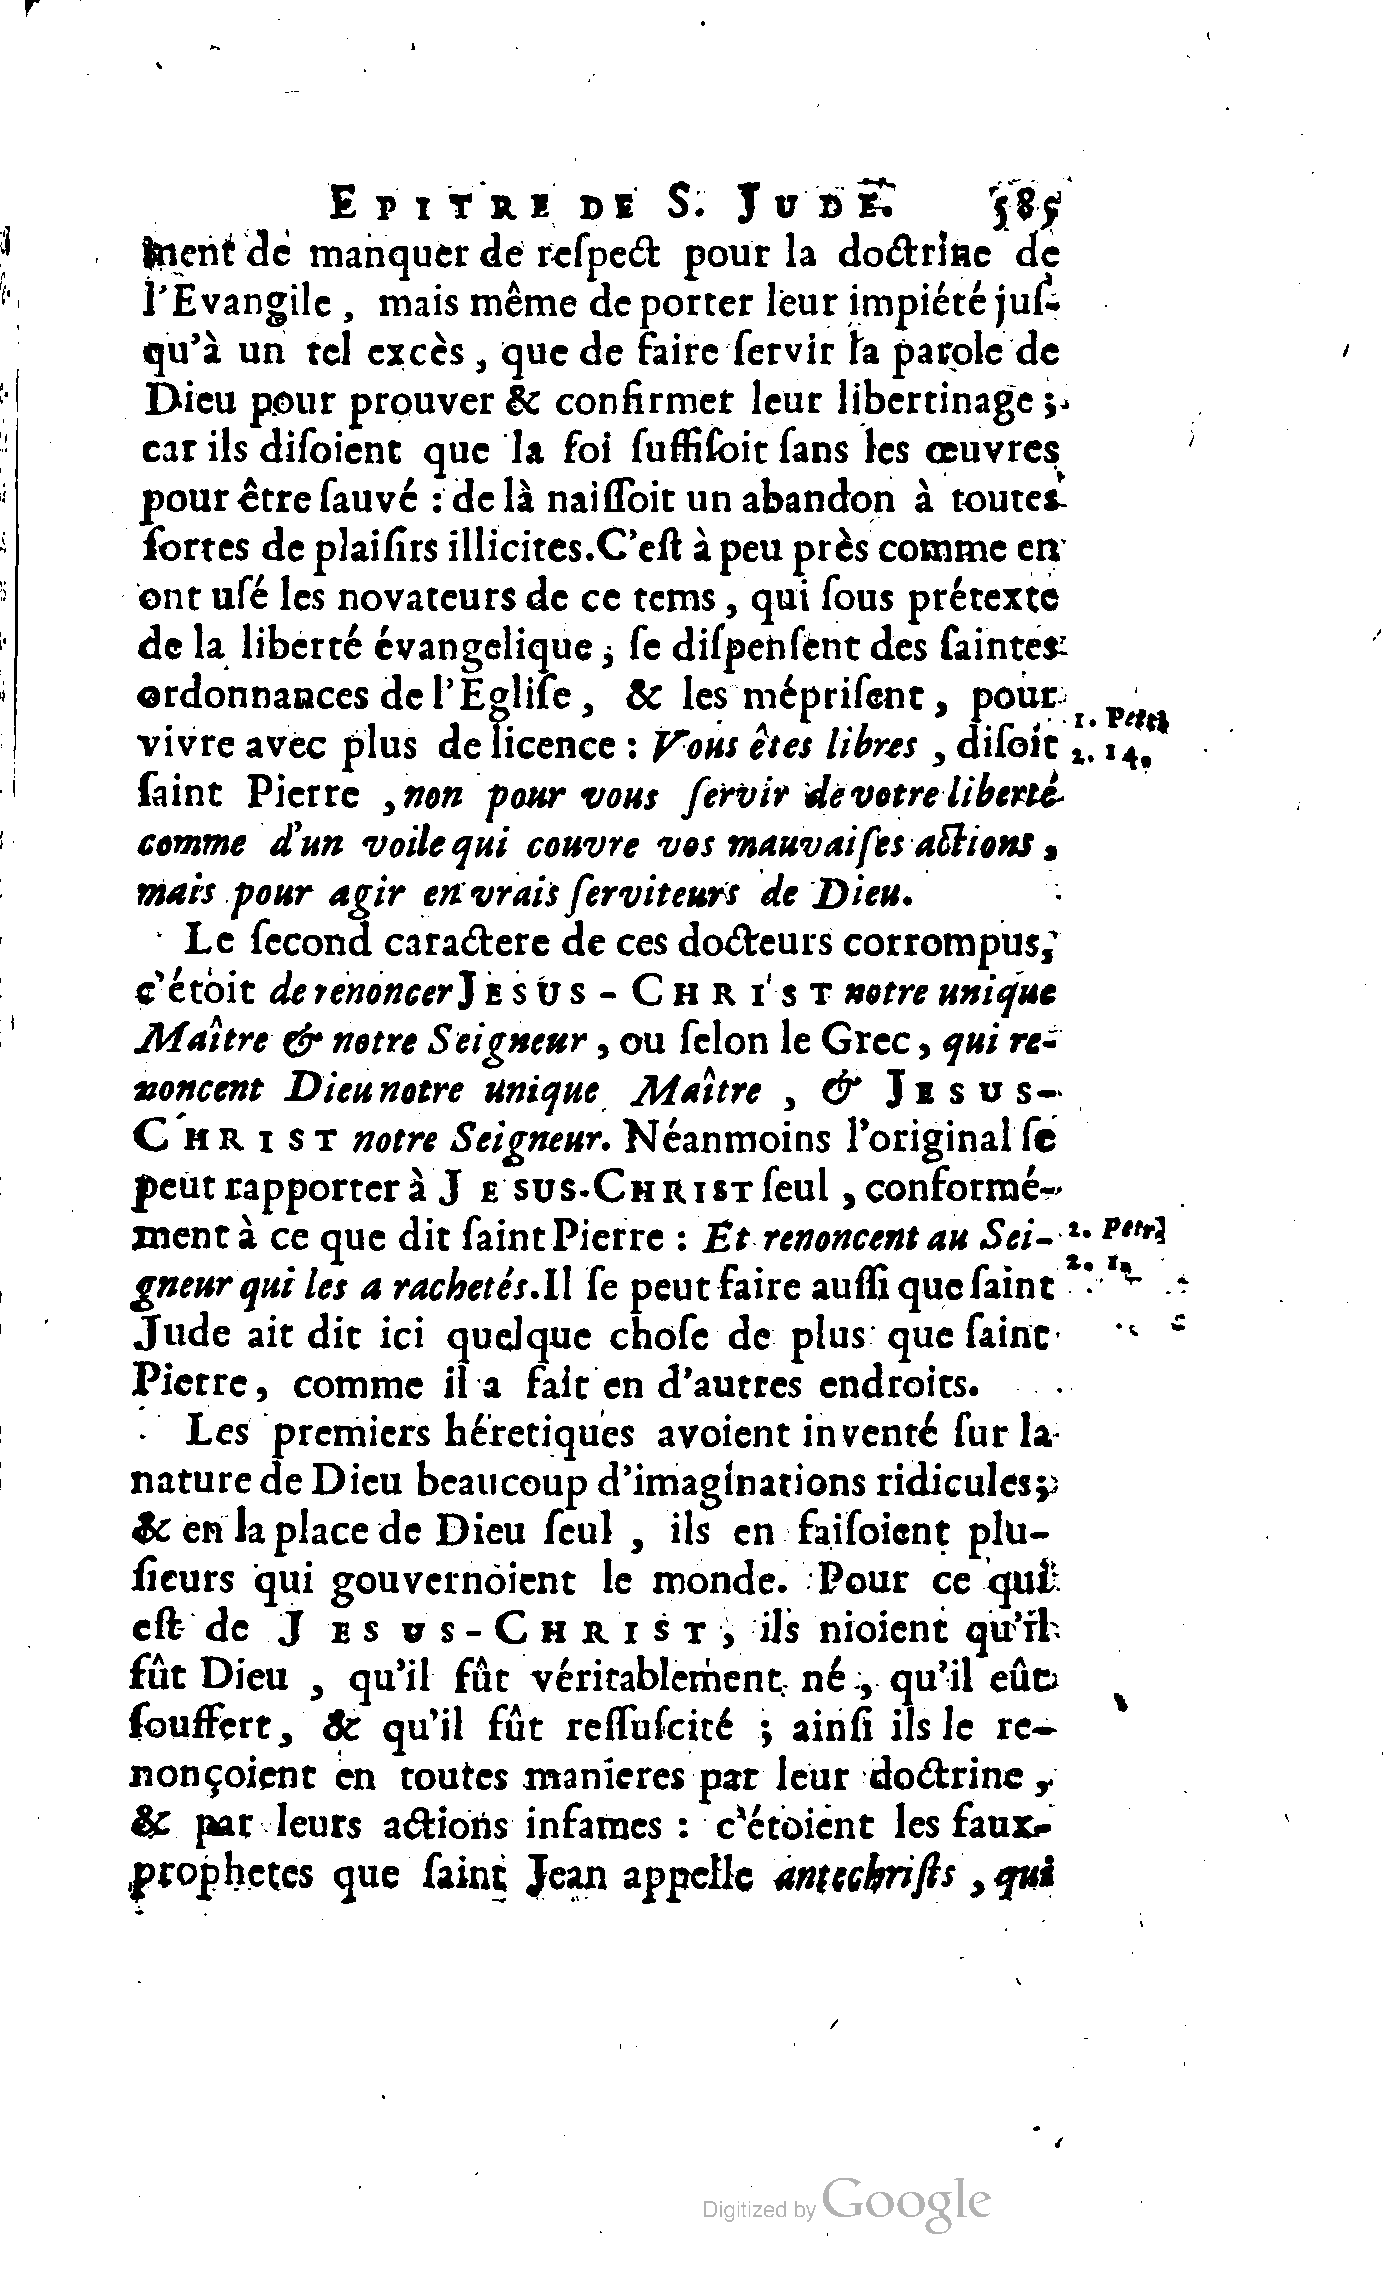 EPITRE DE S. JUDE. 585
ment de manquer de reſpect pour la doctrine de
l'Evangile, mais même de porter leur impiété juſ-
qu'à un tel excès, que de faire ſervir la parole de
Dieu pour prouver & confirmer leur libertinage ;
car ils diſoient que la foi ſuffiſoit ſans les œuvres
pour être ſauvé : de là naiſſoit un abandon à toutes
ſortes de plaiſirs illicites. C'eſt à peu près comme en
ont uſé les novateurs de ce tems, qui ſous prétexte
de la liberté évangelique, ſe diſpenſent des ſaintes
ordonnances de l'Egliſe, & les mépriſent, pour
vivre avec plus de licence : Vous êtes libres, diſoit
1. Petri
2. 14.
ſaint Pierre, non pour vous ſervir de votre liberté
comme d'un voile qui couvre vos mauvaiſes actions,
mais pour agir en vrais ſerviteurs de Dieu.
Le ſecond caractere de ces docteurs corrompus,
c'étoit de renoncer JESUS-CHRIST notre unique
Maître & notre Seigneur, ou ſelon le Grec, qui re-
noncent Dieu notre unique Maître, & JESUS-
CHRIST notre Seigneur. Néanmoins l'original ſe
peut rapporter à JESUS-CHRIST ſeul, conformé-
ment à ce que dit ſaint Pierre : Et renoncent au Sei-
2. Petri
gneur qui les a rachetés. Il ſe peut faire auſſi que ſaint
Jude ait dit ici quelque choſe de plus que ſaint
Pierre, comme il a fait en d'autres endroits.
Les premiers héretiques avoient inventé ſur la
nature de Dieu beaucoup d'imaginations ridicules ;
& en la place de Dieu ſeul, ils en faiſoient plu-
ſieurs qui gouvernoient le monde. Pour ce qui
eſt de JESUS-CHRIST, ils nioient qu'il
fût Dieu, qu'il fût véritablement né, qu'il eût
ſouffert, & qu'il fût reſſuſcité ; ainſi ils le re-
nonçoient en toutes manieres par leur doctrine,
& par leurs actions infames : c'étoient les faux-
prophetes que ſaint Jean appelle antechriſts, qui
Digitized by Google